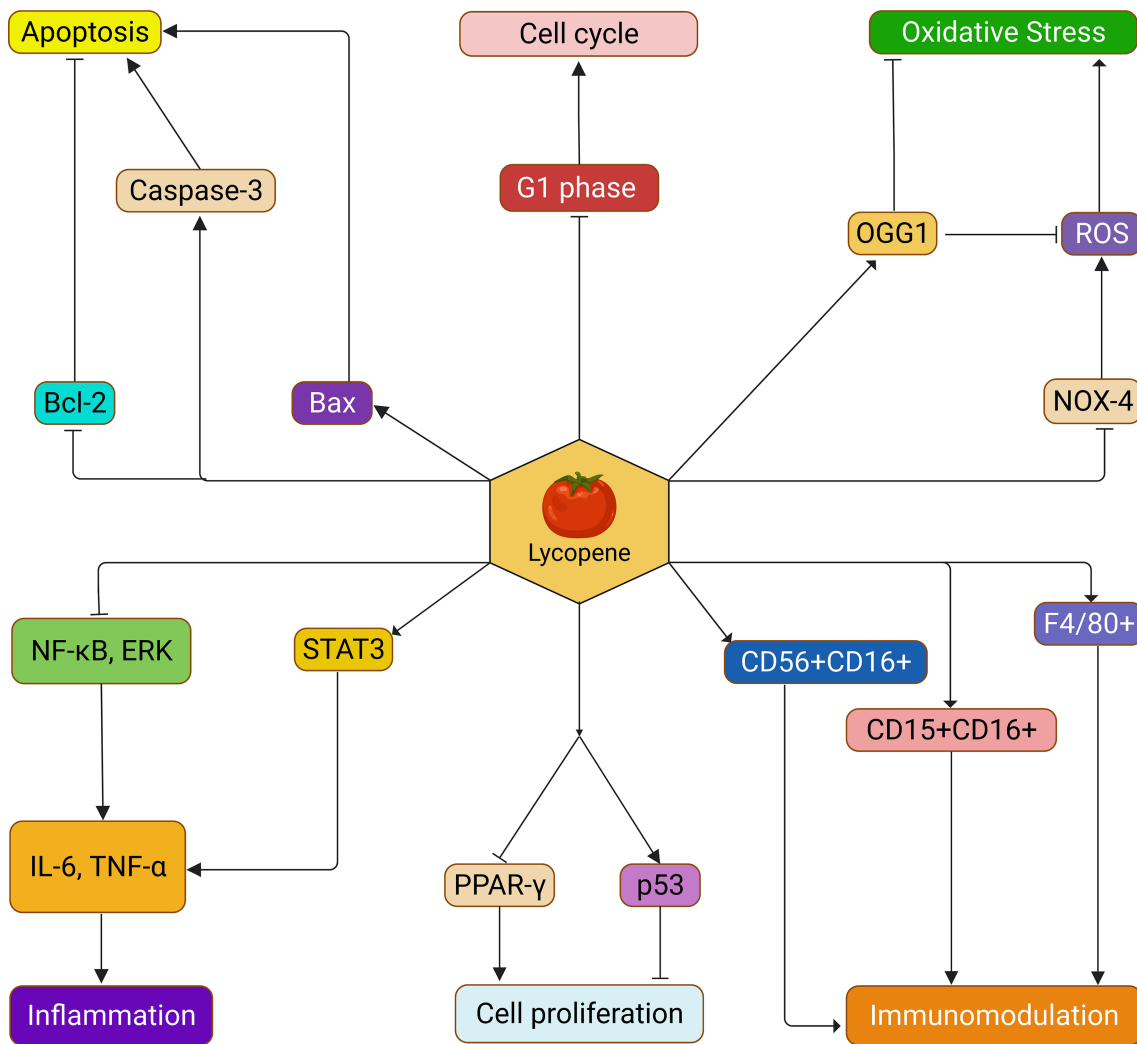 Apoptosis
Cell cycle
Oxidative Stress
Caspase-3
G1 phase
OGG1
ROS
Bcl-2
Bax
NOX-4
Lycopene
NF-κB, ERK
STAT3
CD56+CD16+
F4/80+
CD15+CD16+
IL-6, TNF-α
PPAR-γ
p53
Inflammation
Cell proliferation
Immunomodulation